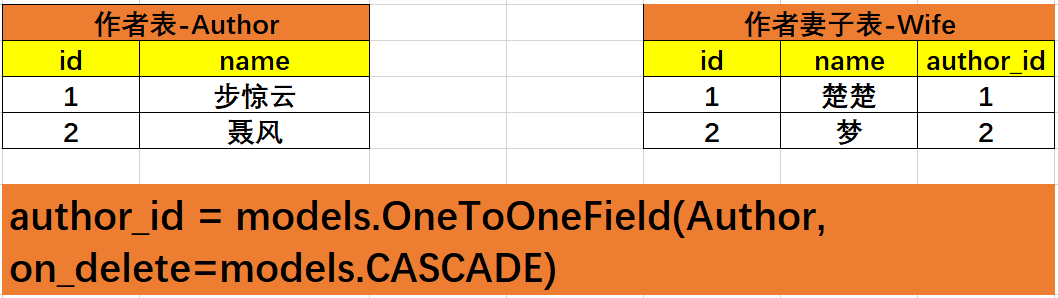 作者表-Author
作者妻子表-Wife
id name
id name author_id
1 步惊云
1 楚楚 1
2 聂风
2 梦 2
author_id = models.OneToOneField(Author,
on_delete=models.CASCADE)